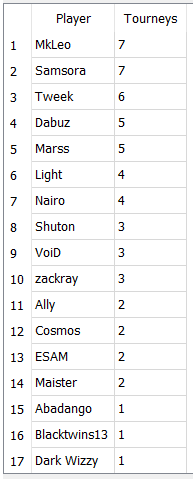 Player Tourneys
1 MkLeo 7
2 Samsora 7
3 Tweek 6
4 Dabuz 5
5 Marss 5
6 Light 4
7 Nairo 4
8 Shuton 3
9 VoiD 3
10 zackray 3
11 Ally 2
12 Cosmos 2
13 ESAM 2
14 Maister 2
15 Abadango 1
16 Blacktwins13 1
17 Dark Wizzy 1